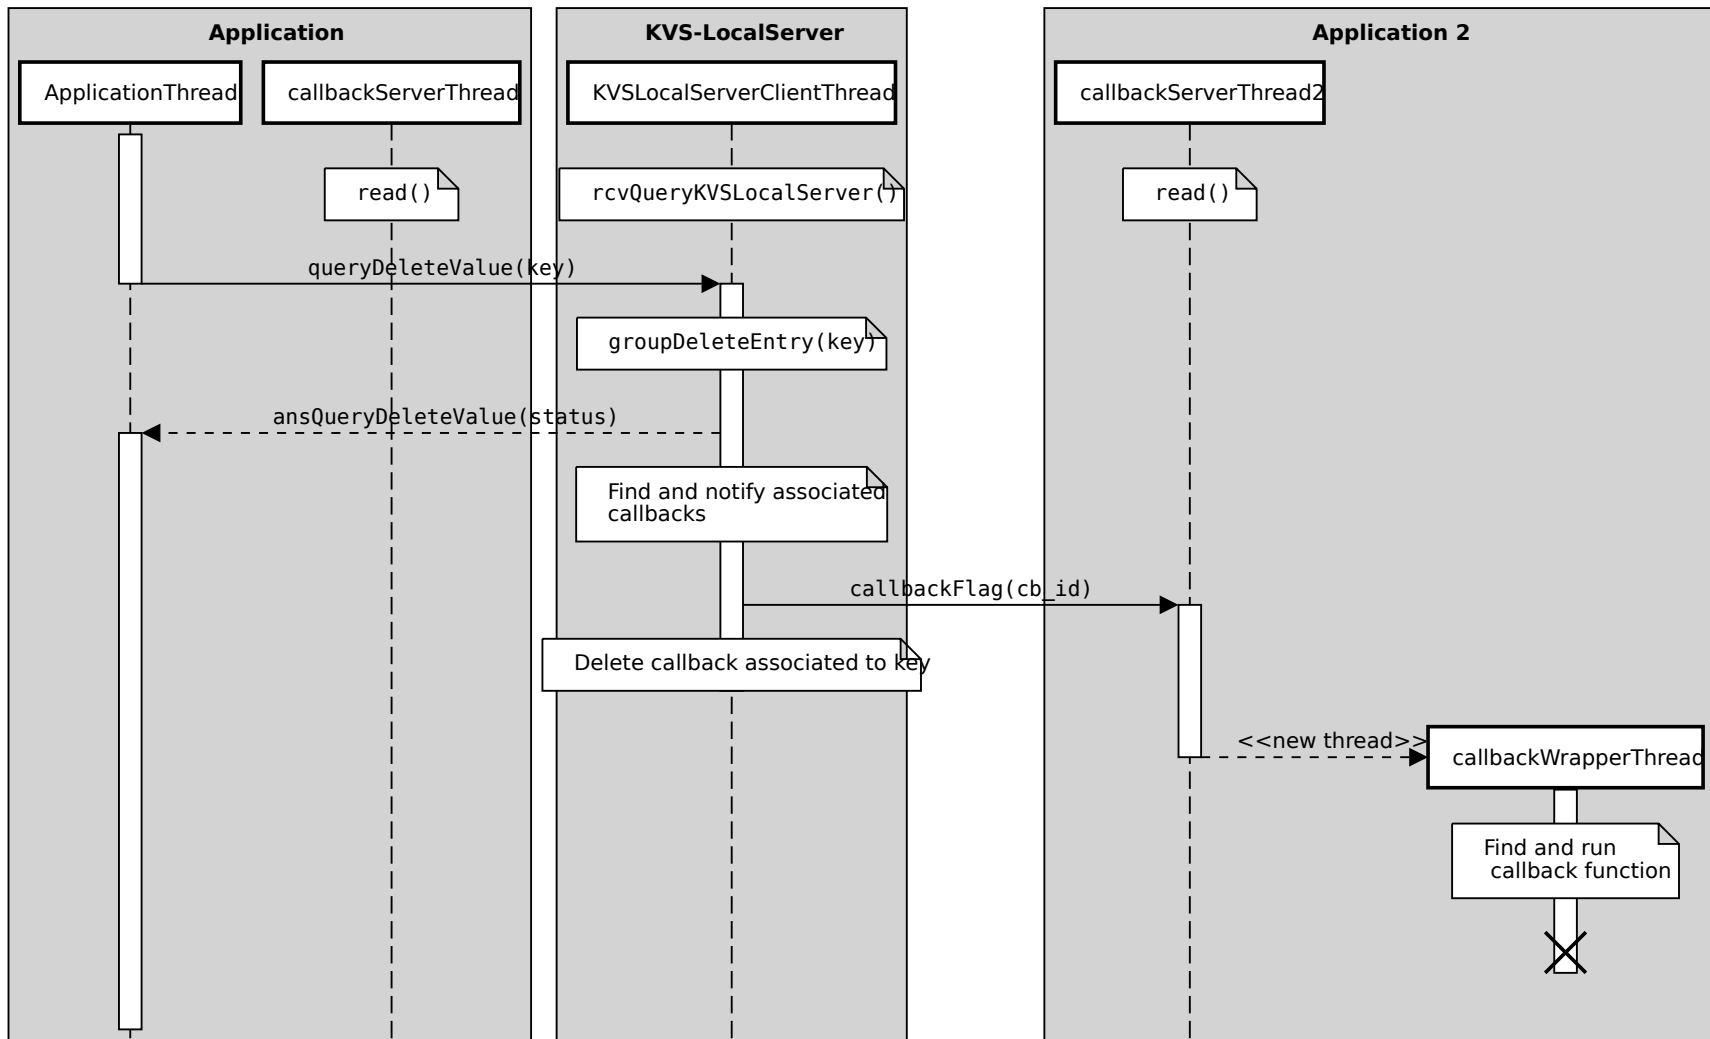 Application
KVS-LocalServer
Application 2
ApplicationThread
callbackServerThread
KVSLocalServerClientThread
callbackServerThread2
read()
rcvQueryKVSLocalServer()
read()
queryDeleteValue(key)
groupDeleteEntry(key)
ansQueryDeleteValue(status)
Find and notify associated
callbacks
callbackFlag(cb_id)
Delete callback associated to key
<<new thread>>
callbackWrapperThread
Find and run
callback function